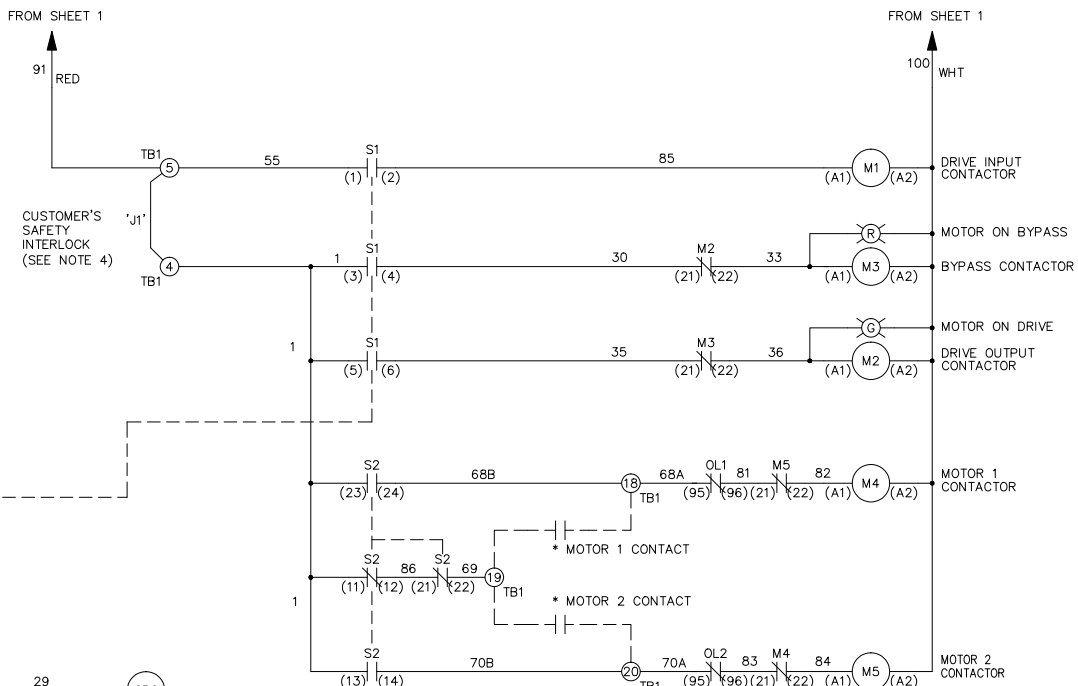 FROM SHEET 1
FROM SHEET 1
91
RED
100
WHT
TB1
5
55
S1
(1) (2)
85
(A1) M1 (A2)
DRIVE INPUT
CONTACTOR
CUSTOMER'S
SAFETY
INTERLOCK
(SEE NOTE 4)
'J1'
4
TB1
1
S1
(3) (4)
30
M2
(21) (22)
33
R
MOTOR ON BYPASS
(A1) M3 (A2)
BYPASS CONTACTOR
1
S1
(5) (6)
35
M3
(21) (22)
36
G
MOTOR ON DRIVE
(A1) M2 (A2)
DRIVE OUTPUT
CONTACTOR
S2
(23) (24)
68B
18
TB1
68A
OL1
(95) (96)
81
M5
(21) (22)
82
(A1) M4 (A2)
MOTOR 1
CONTACTOR
* MOTOR 1 CONTACT
S2
(11) (12)
86
S2
(21) (22)
69
19
TB1
* MOTOR 2 CONTACT
1
S2
(13) (14)
70B
20
TB1
70A
OL2
(95) (96)
83
M4
(21) (22)
84
(A1) M5 (A2)
MOTOR 2
CONTACTOR
29